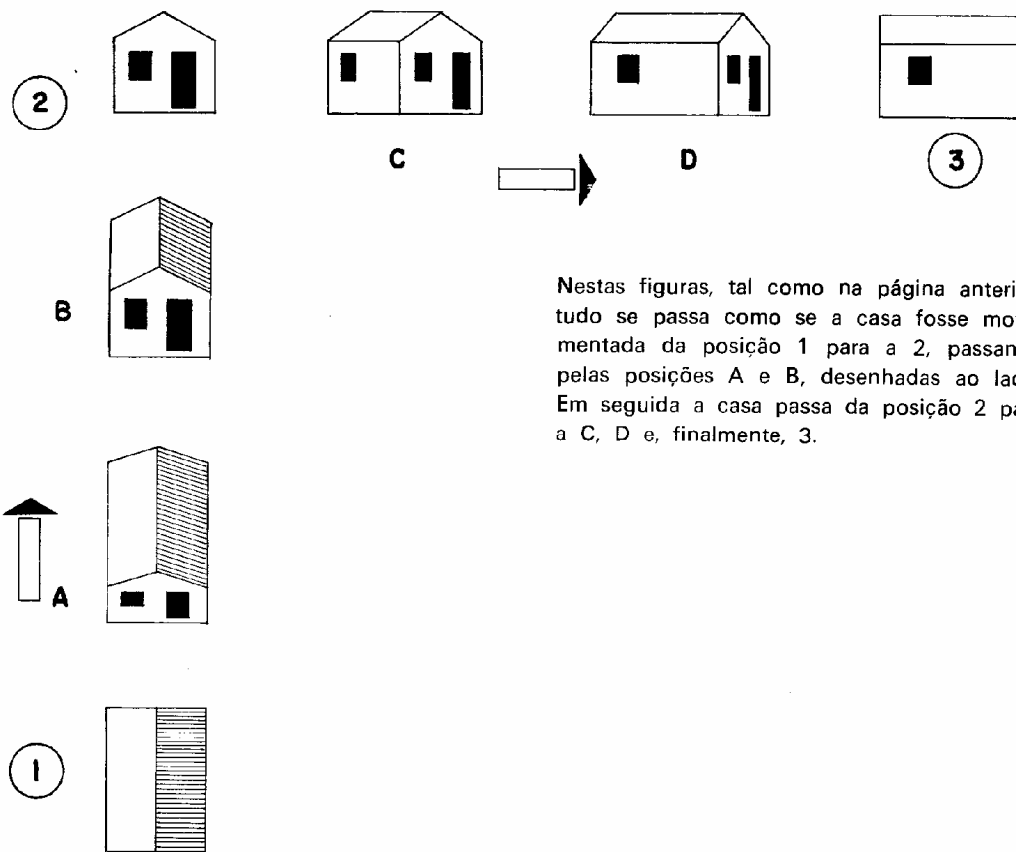 2
C
D
3
B
Nestas figuras, tal como na página
tudo se passa como se a casa fosse
mentada da posição 1 para a 2,
pelas posições A e B, desenhadas ao
Em seguida a casa passa da posição 2
a C, D e, finalmente, 3.
A
1